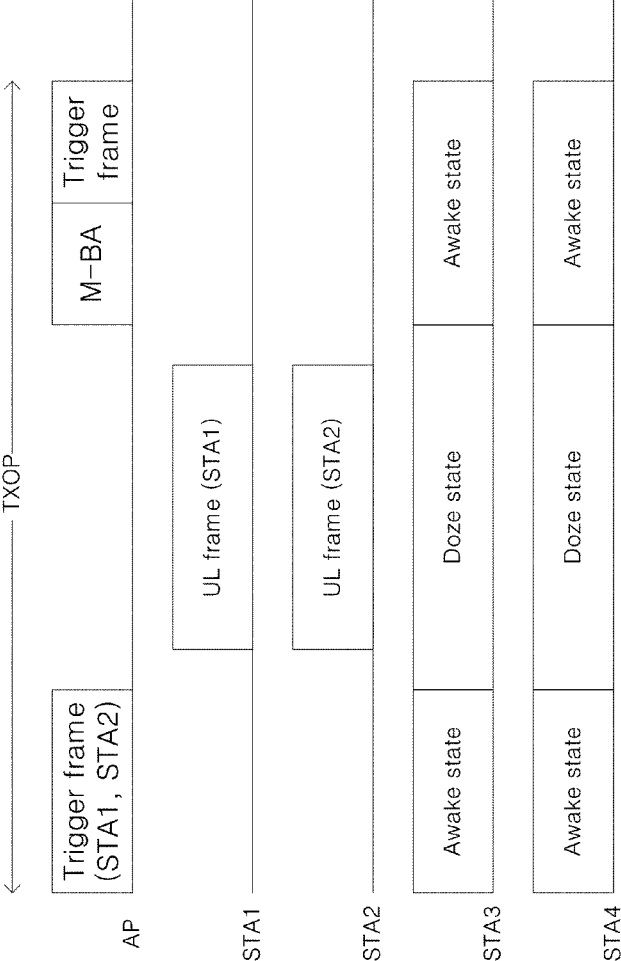 TXOP
AP
Trigger frame
(STA1, STA2)
M-BA
Trigger
frame
STA1
UL frame (STA1)
STA2
UL frame (STA2)
STA3
Awake state
Doze state
Awake state
STA4
Awake state
Doze state
Awake state